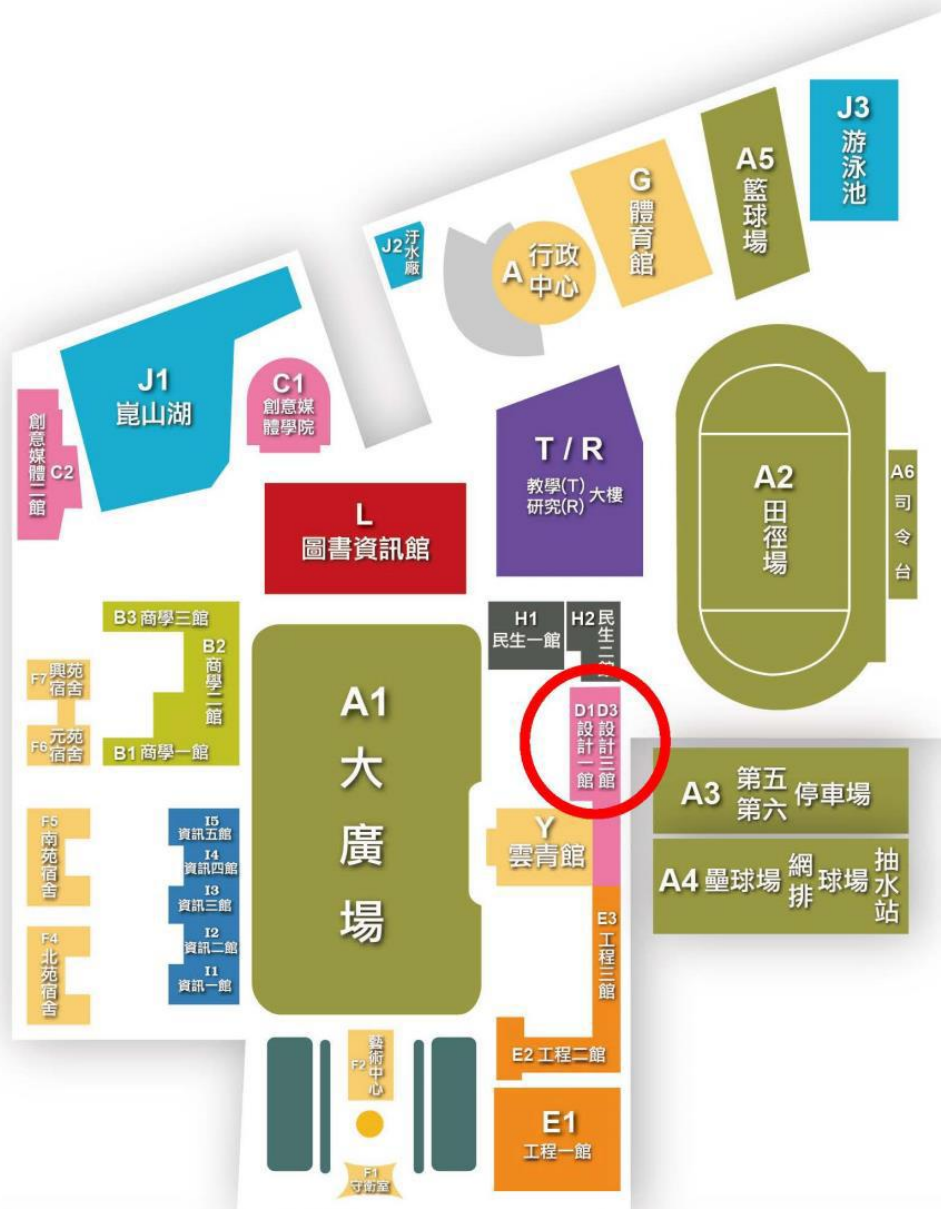 J3
游泳池
A5
籃球場
G
體育館
J2 汙水廠
A 行政
中心
J1
崑山湖
C1
創意媒
體學院
創意媒體二館
C2
T / R
教學(T)
研究(R) 大樓
A2
田徑場
A6
司令台
L
圖書資訊館
B3 商學三館
B2
商學二館
B1 商學一館
H1
民生一館
H2 民生二館
F7 興苑
宿舍
F6 元苑
宿舍
A1
大廣場
D1 設計一館
D3 設計三館
A3 第五
第六 停車場
A4 壘球場 網排 球場 抽水站
F5
南苑宿舍
I5
資訊五館
I4
資訊四館
I3
資訊三館
I2
資訊二館
I1
資訊一館
Y
雲青館
E3
工程三館
F4
北苑宿舍
F2 藝術中心
E2 工程二館
E1
工程一館
F1
守衛室